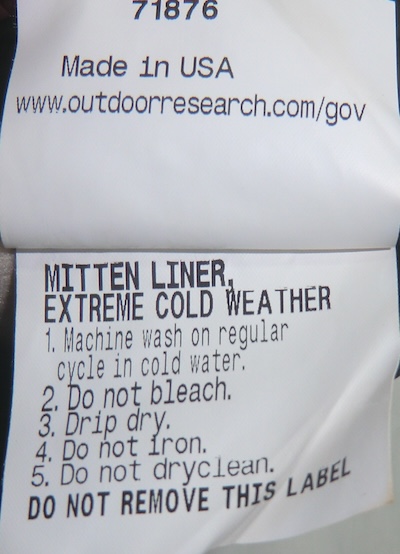 71876
Made in USA
www.outdoorresearch.com/gov
MITTEN LINER,
EXTREME COLD WEATHER
1. Machine wash on regular
cycle in cold water.
2. Do not bleach.
3. Drip dry.
4. Do not iron.
5. Do not dryclean.
DO NOT REMOVE THIS LABEL